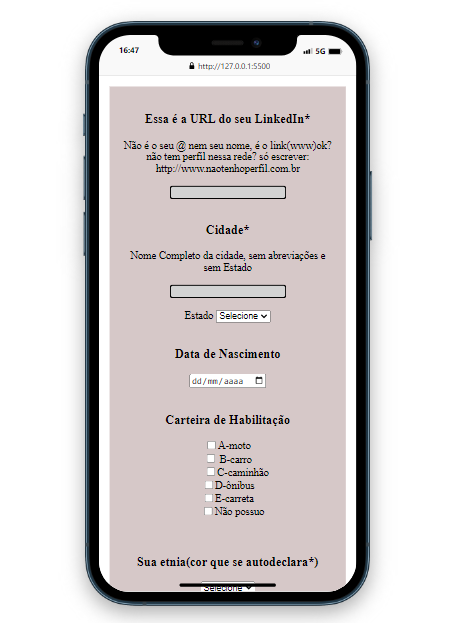 16:47
5G
http://127.0.0.1:5500
Essa é a URL do seu LinkedIn*
Não é o seu @ nem seu nome, é o link(www)ok?
não tem perfil nessa rede? só escrever:
http://www.naotenhoperfil.com.br
Cidade*
Nome Completo da cidade, sem abreviações e
sem Estado
Estado Selecione
Data de Nascimento
dd/mm/aaaa
Carteira de Habilitação
A-moto
B-carro
C-caminhão
D-ônibus
E-carreta
Não possuo
Sua etnia(cor que se autodeclara*)
Selecione